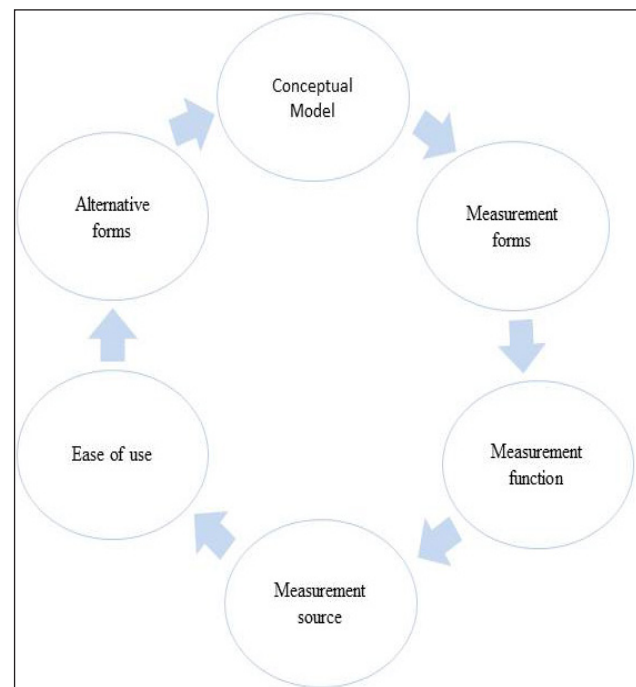 Conceptual
Model
Measurement
forms
Measurement
function
Measurement
source
Ease of use
Alternative
forms